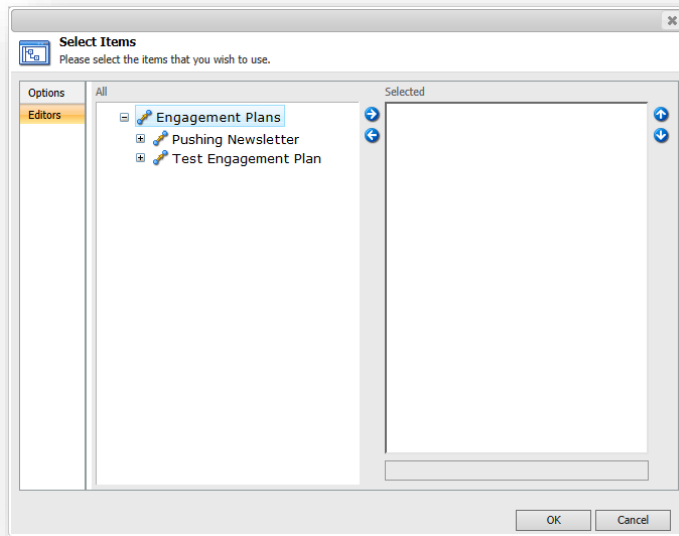 Select Items
Please select the items that you wish to use.
Options
Editors
All
Engagement Plans
Pushing Newsletter
Test Engagement Plan
Selected
OK
Cancel